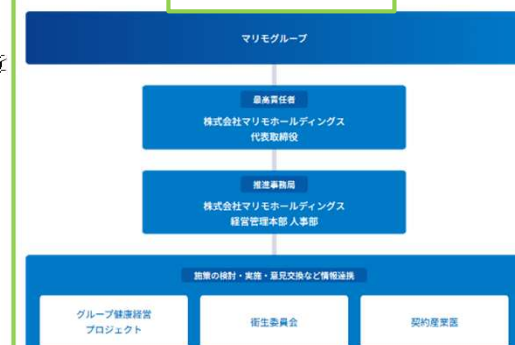 マリモグループ
最高責任者
株式会社マリモホールディングス
代表取締役
推進事務局
株式会社マリモホールディングス
経営管理本部 人事部
施策の検討・実施・意見交換など情報連携
グループ健康経営
プロジェクト
衛生委員会
契約産業医